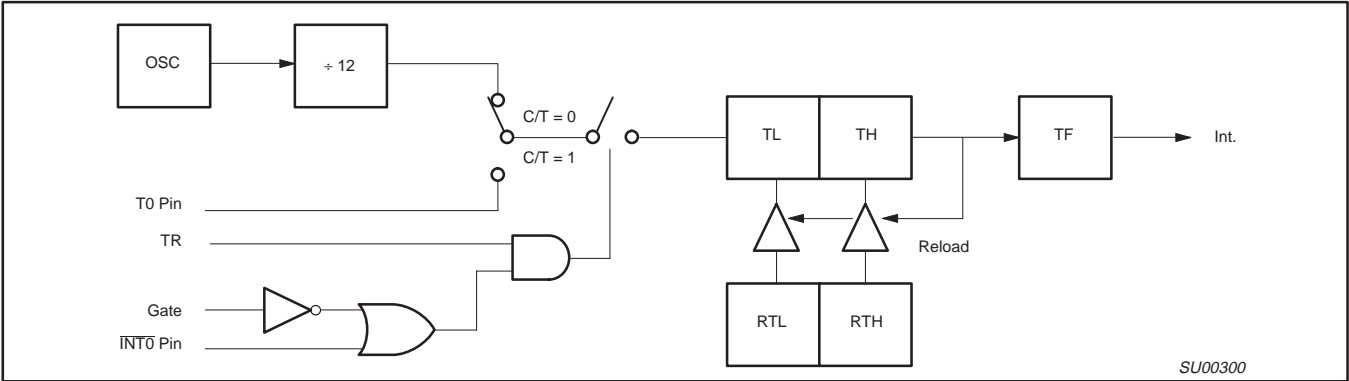 OSC
÷ 12
C/T = 0
C/T = 1
TL
TH
TF
Int.
T0 Pin
TR
Reload
Gate
INT0 Pin
RTL
RTH
SU00300